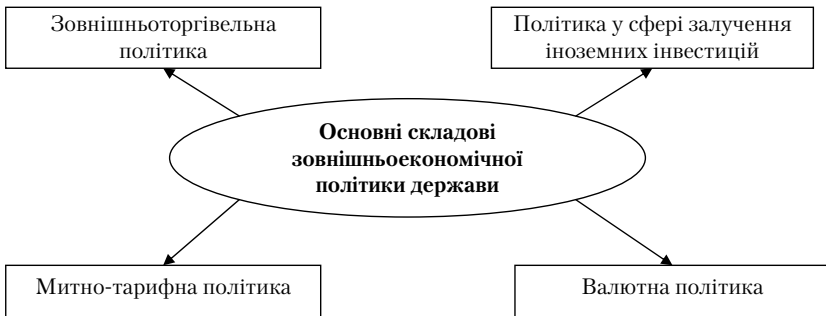 Зовнішньоторгівельна
політика
Політика у сфері залучення
іноземних інвестицій
Основні складові
зовнішньоекономічної
політики держави
Митно-тарифна політика
Валютна політика